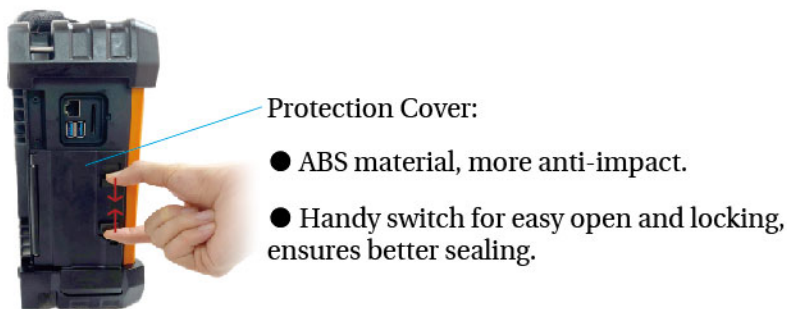 Protection Cover:
● ABS material, more anti-impact.
● Handy switch for easy open and locking,
ensures better sealing.